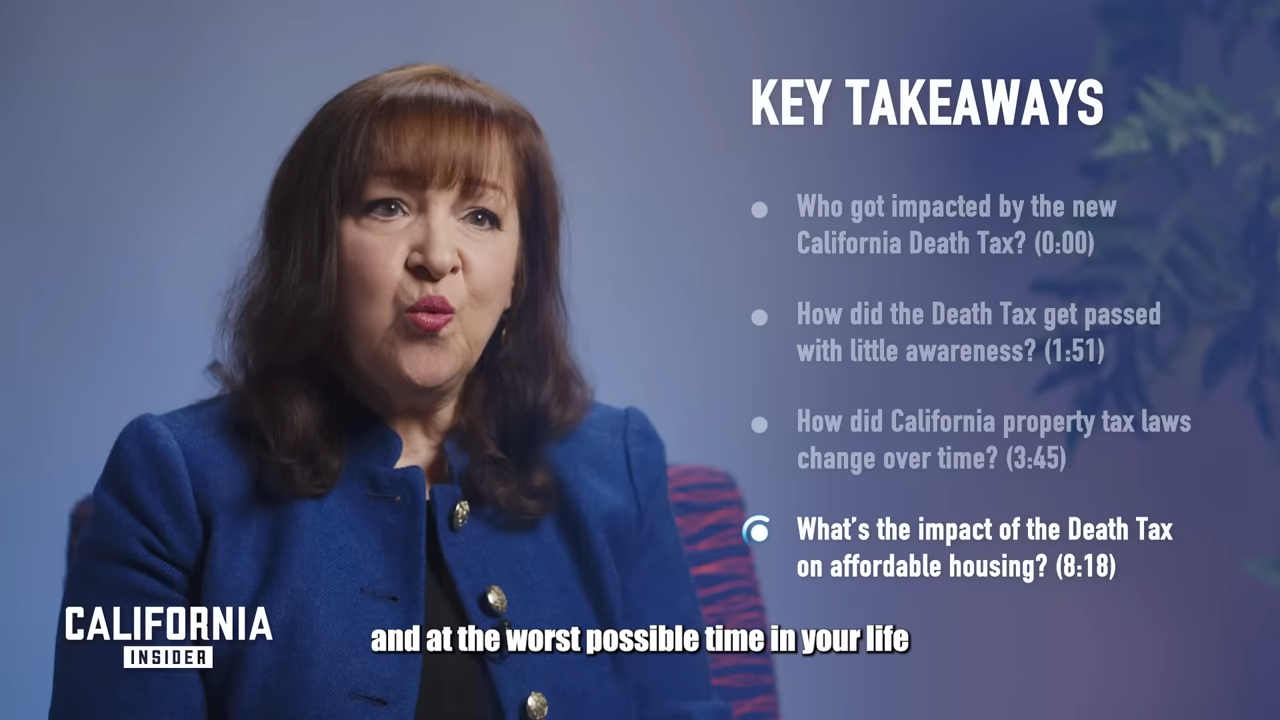 KEY TAKEAWAYS
Who got impacted by the new
California Death Tax? (0:00)
How did the Death Tax get passed
with little awareness? (1:51)
How did California property tax laws
change over time? (3:45)
What's the impact of the Death Tax
on affordable housing? (8:18)
CALIFORNIA
INSIDER
and at the worst possible time in your life